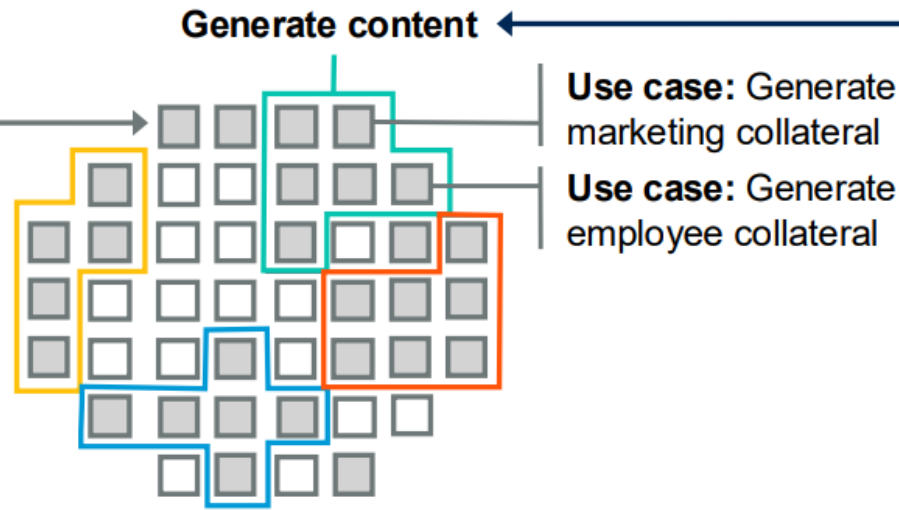 Generate content
Use case: Generate
marketing collateral
Use case: Generate
employee collateral